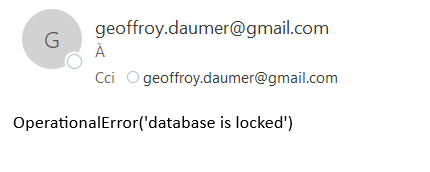 G
geoffroy.daumer@gmail.com
À
Cci geoffroy.daumer@gmail.com
OperationalError('database is locked')